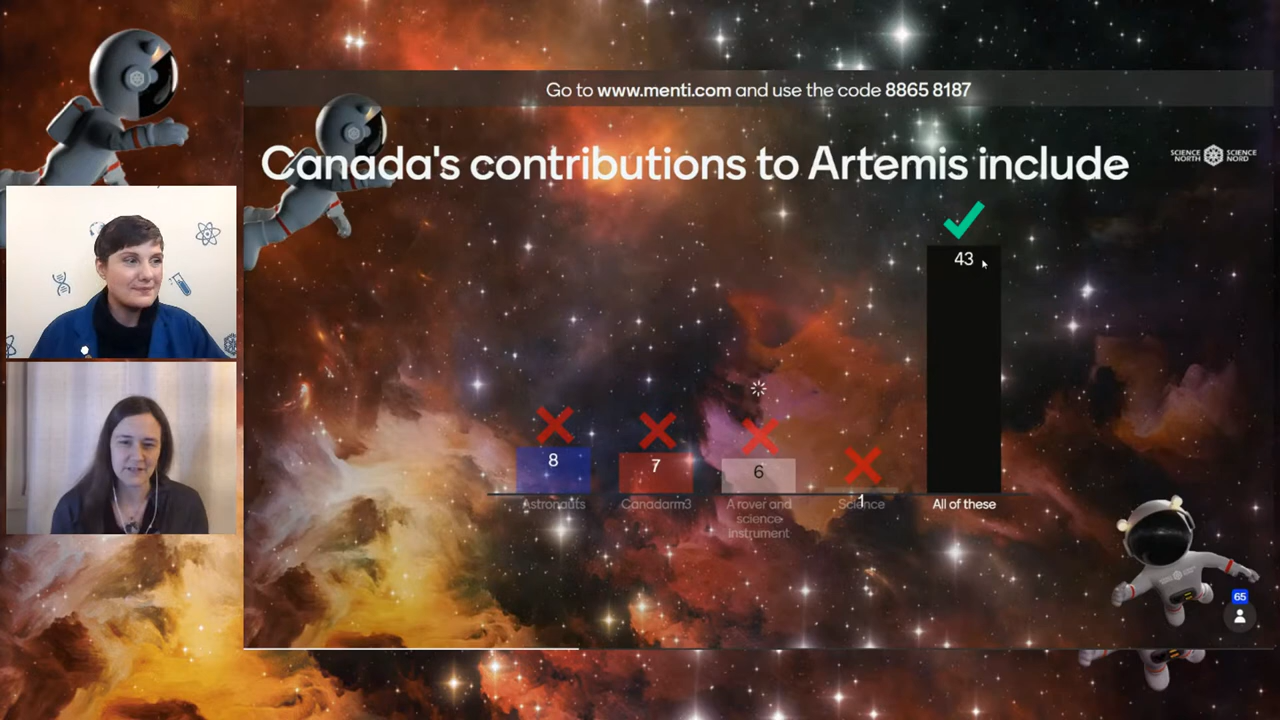 Go to www.menti.com and use the code 8865 8187
Canada's contributions to Artemis include
SCIENCE NORTH
SCIENCE NORD
43
8
7
6
1
Astronauts
Canadarm3
A rover and
science
instrument
Science
All of these
65